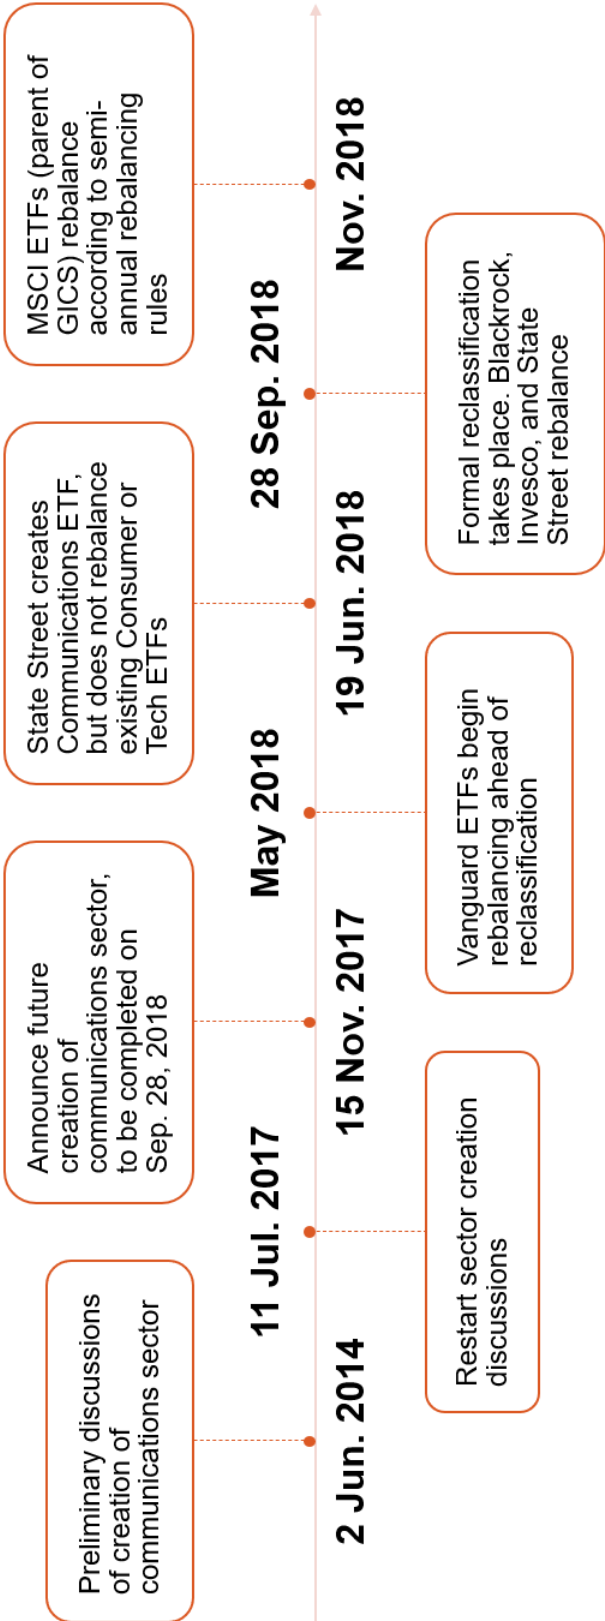 Preliminary discussions
of creation of
communications sector
2 Jun. 2014
11 Jul. 2017
Restart sector creation
discussions
Announce future
creation of
communications sector,
to be completed on
Sep. 28, 2018
15 Nov. 2017
May 2018
Vanguard ETFs begin
rebalancing ahead of
reclassification
State Street creates
Communications ETF,
but does not rebalance
existing Consumer or
Tech ETFs
19 Jun. 2018
28 Sep. 2018
Formal reclassification
takes place. Blackrock,
Invesco, and State
Street rebalance
MSCI ETFs (parent of
GICS) rebalance
according to semi-
annual rebalancing
rules
Nov. 2018